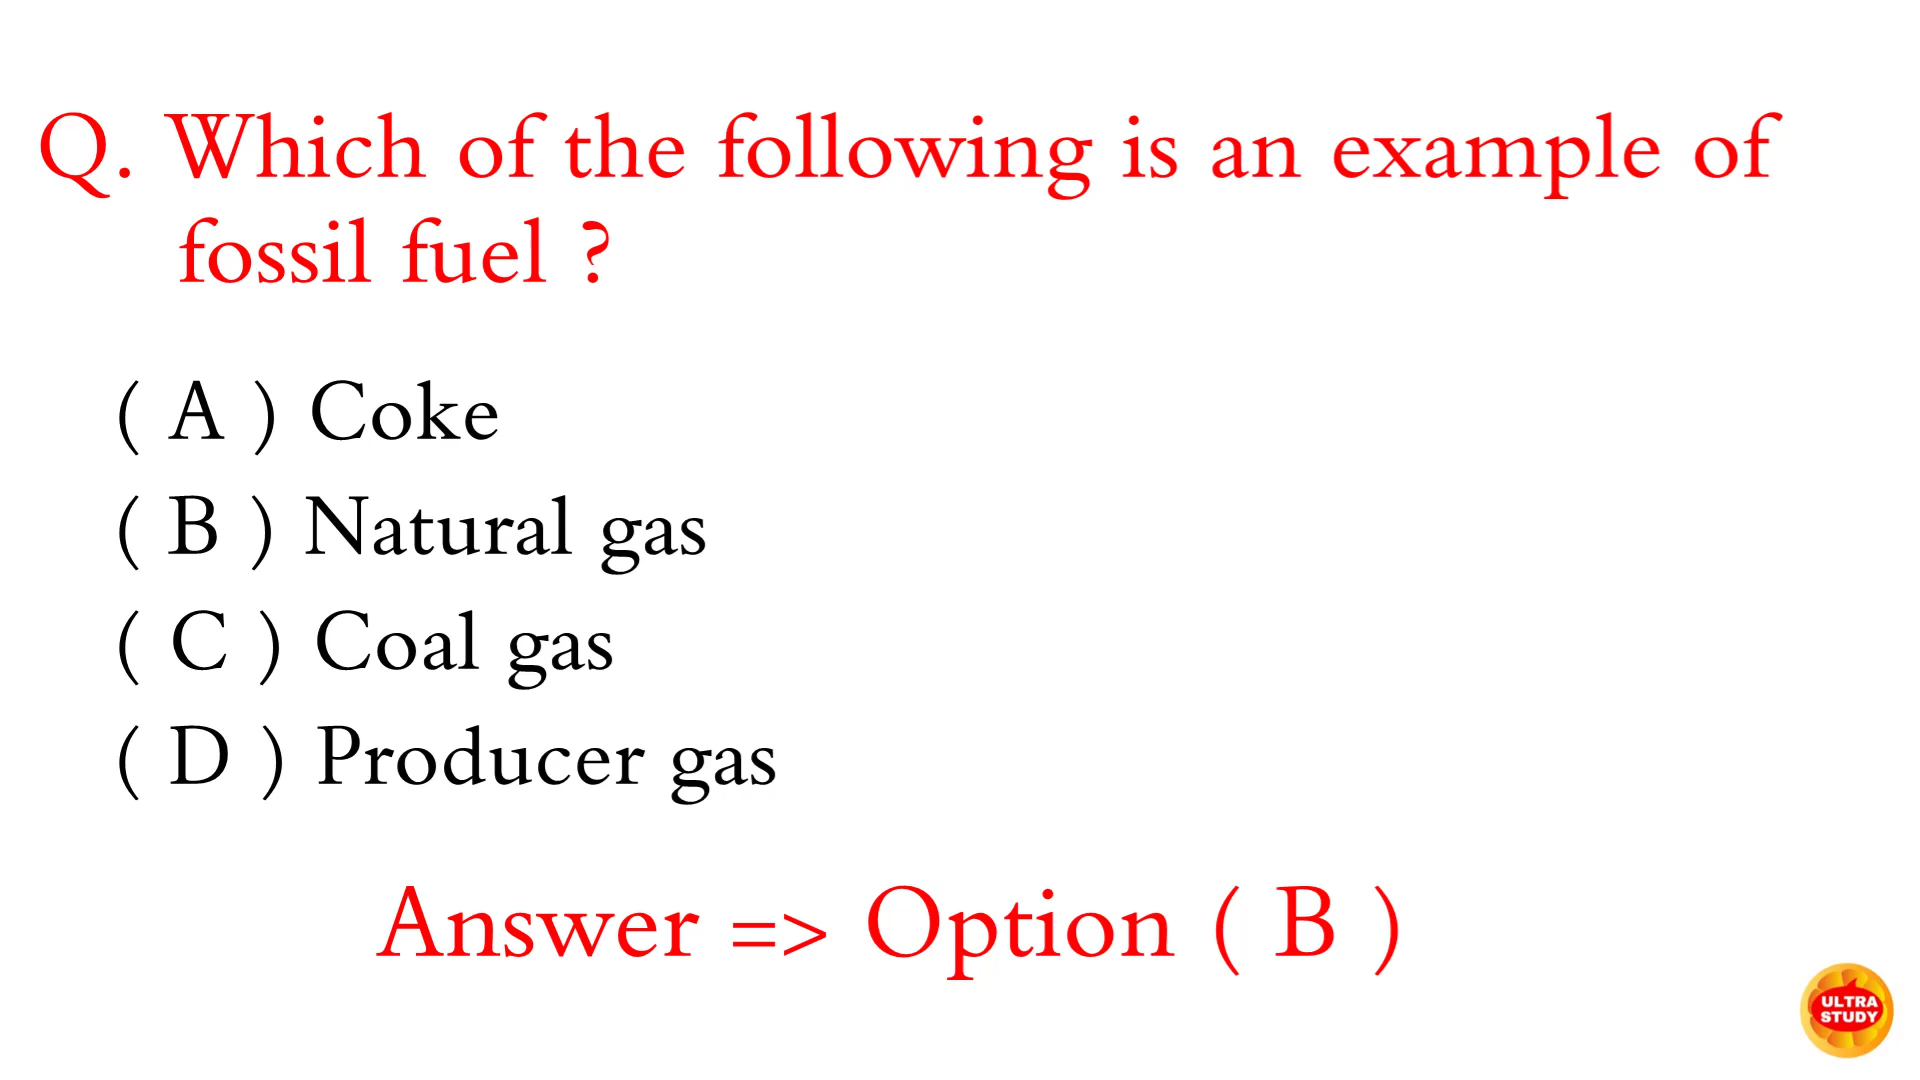 Q. Which of the following is an example of
fossil fuel ?
( A ) Coke
( B ) Natural gas
( C ) Coal gas
( D ) Producer gas
Answer => Option ( B )
ULTRA
STUDY